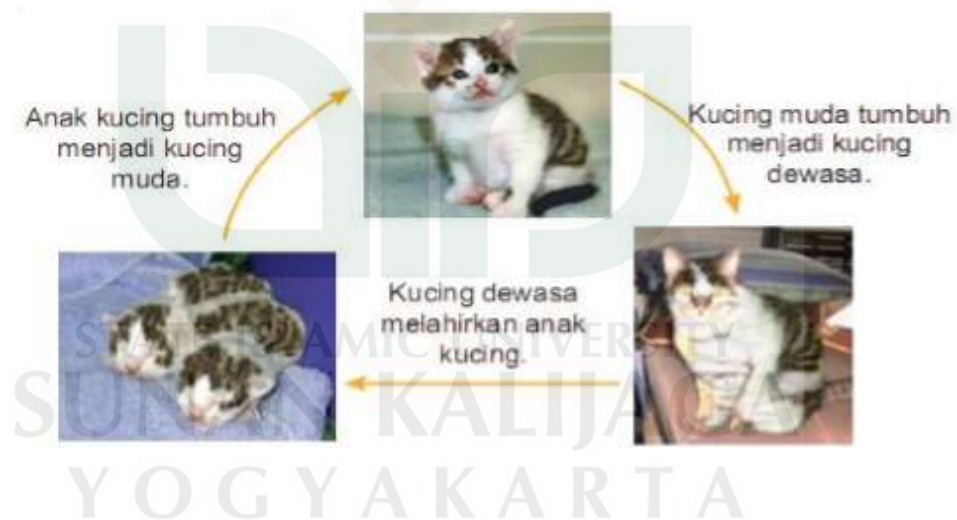 Anak kucing tumbuh
menjadi kucing
muda.
Kucing muda tumbuh
menjadi kucing
dewasa.
Kucing dewasa
melahirkan anak
kucing.
STATE ISLAMIC UNIVERSITY
SUNAN KALIJAGA
YOGYAKARTA